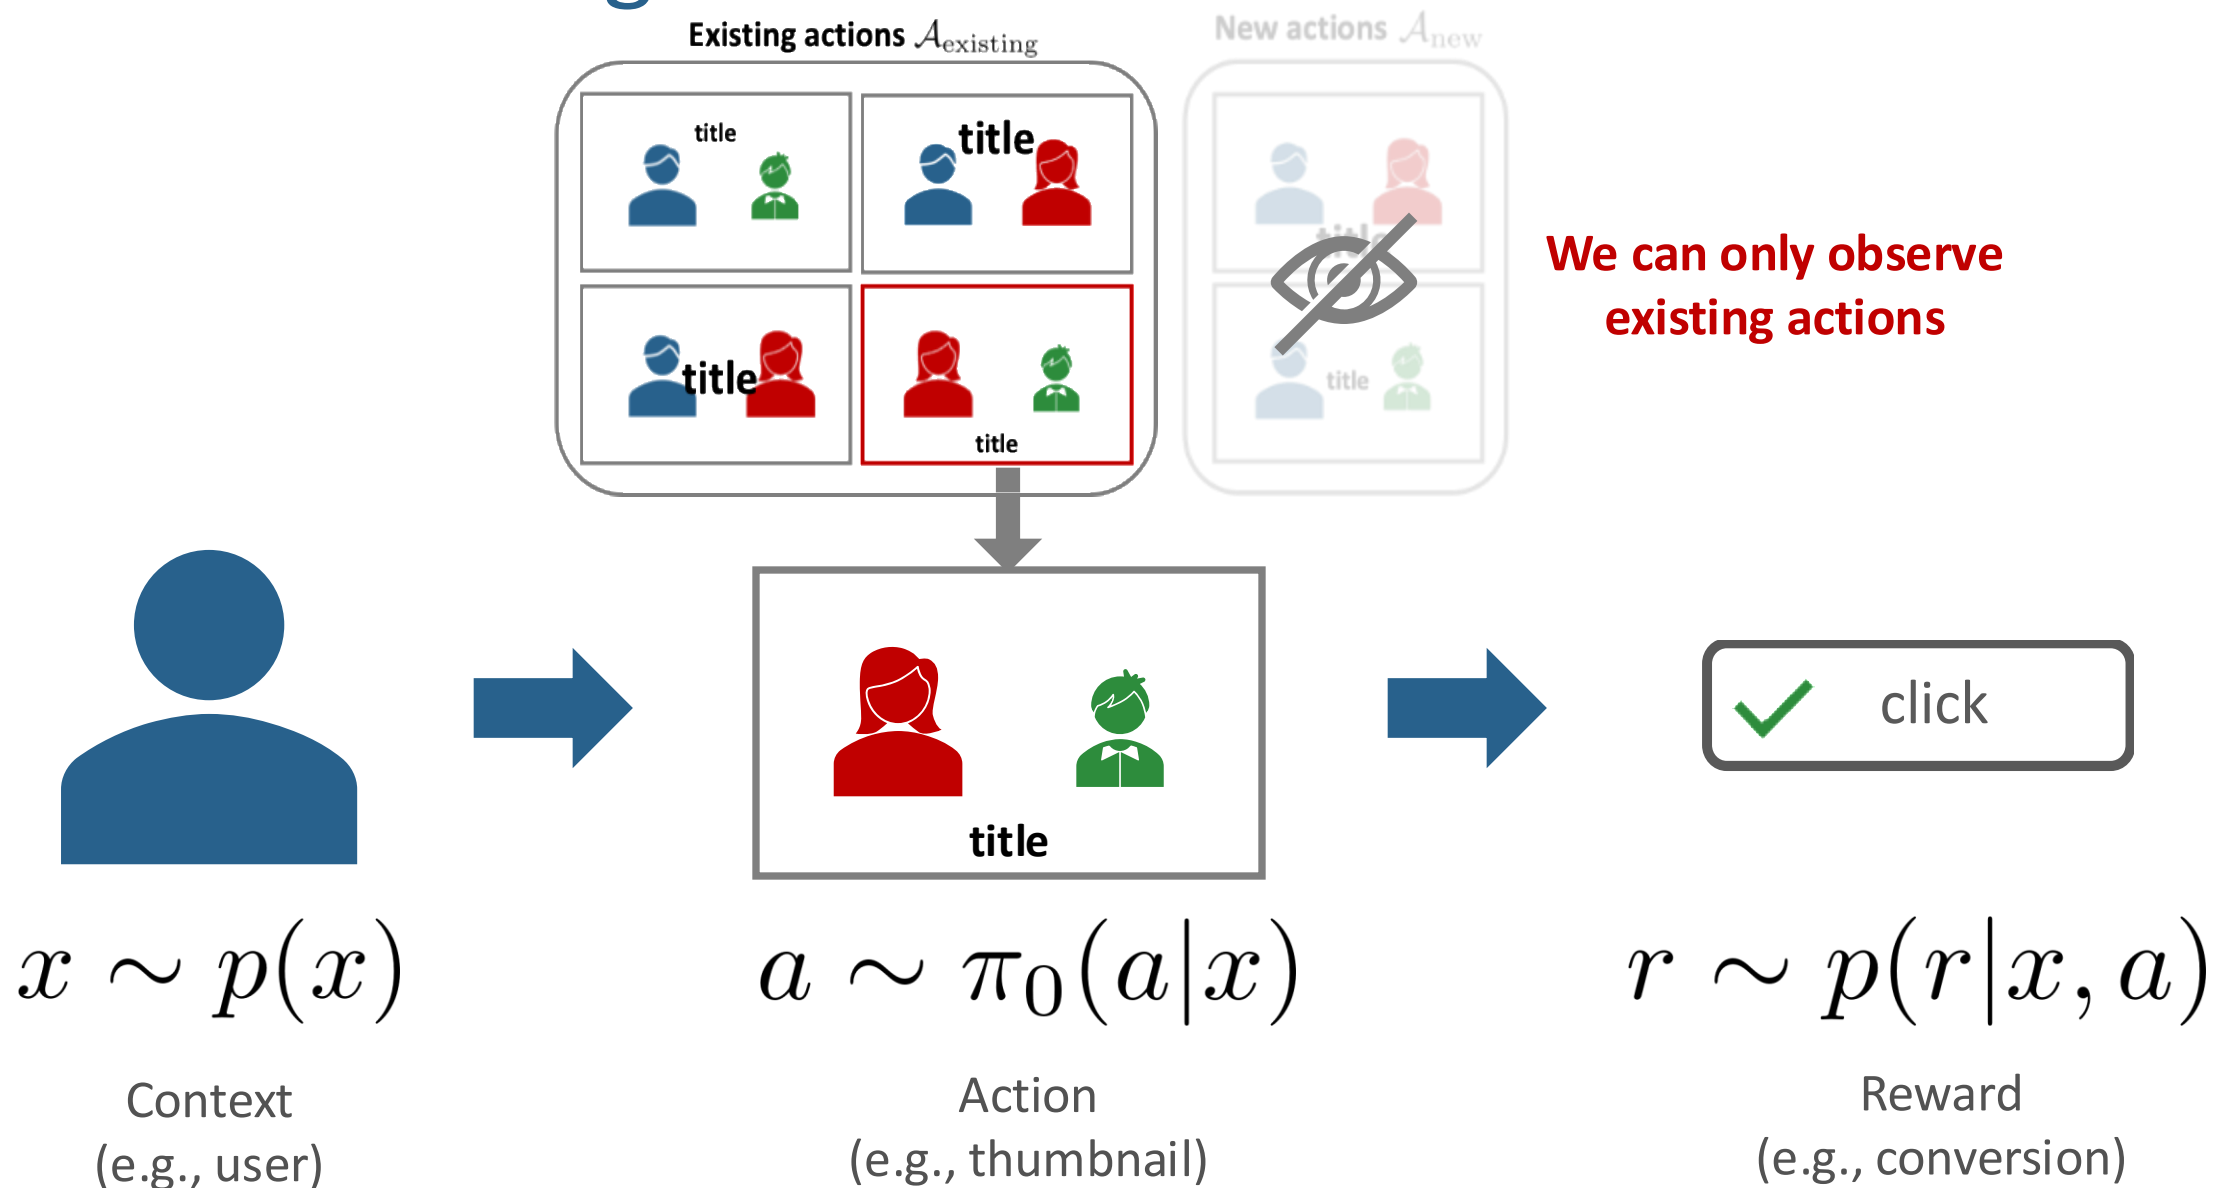 Existing actions 𝒜existing
New actions 𝒜new
title
title
title
title
title
title
We can only observe
existing actions
title
click
x ∼ p(x)
a ∼ π₀(a|x)
r ∼ p(r|x, a)
Context
(e.g., user)
Action
(e.g., thumbnail)
Reward
(e.g., conversion)